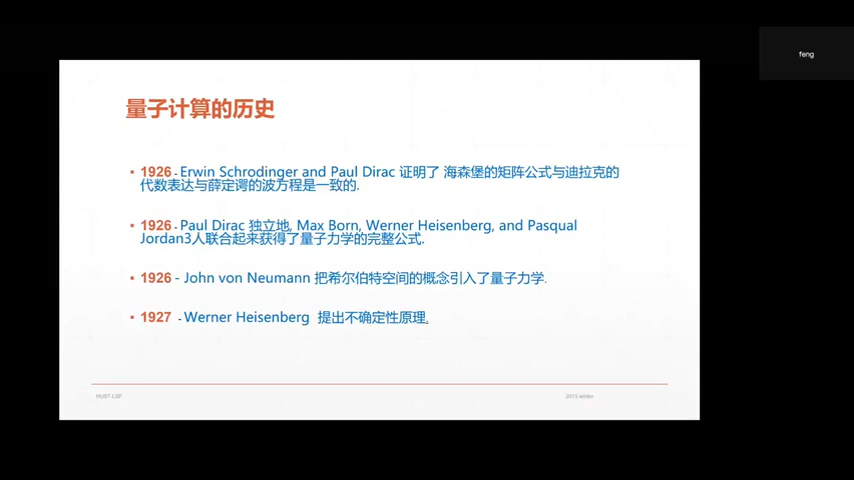 feng
量子计算的历史
• 1926 - Erwin Schrodinger and Paul Dirac 证明了 海森堡的矩阵公式与迪拉克的
代数表达与薛定谔的波方程是一致的.
• 1926 - Paul Dirac 独立地, Max Born, Werner Heisenberg, and Pasqual
Jordan3人联合起来获得了量子力学的完整公式.
• 1926 - John von Neumann 把希尔伯特空间的概念引入了量子力学.
• 1927 - Werner Heisenberg 提出不确定性原理。
HUST-LSF
2015 winter